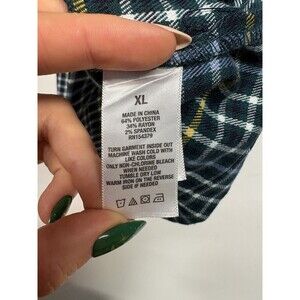 XL
MADE IN CHINA
64% POLYESTER
34% RAYON
2% SPANDEX
RN154379
TURN GARMENT INSIDE OUT
MACHINE WASH COLD WITH
LIKE COLORS
ONLY NON-CHLORINE BLEACH
WHEN NEEDED
TUMBLE DRY LOW
WARM IRON ON THE REVERSE
SIDE IF NEEDED